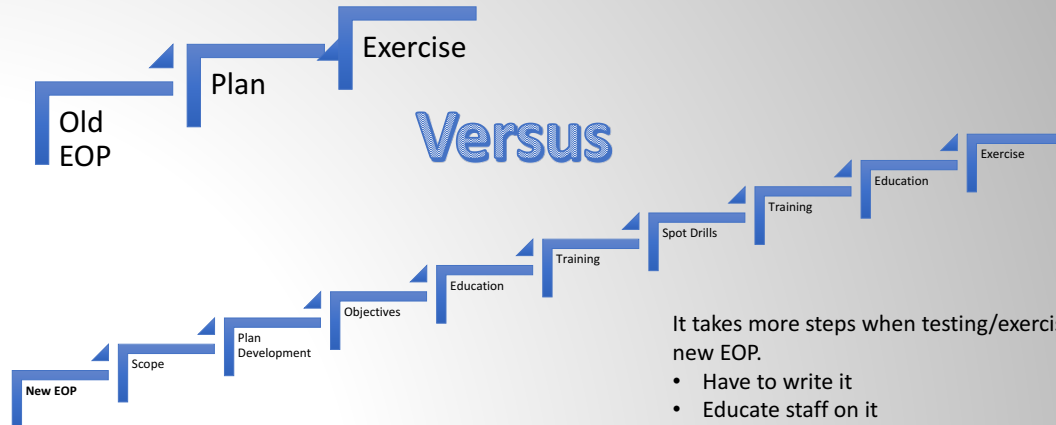 Old
EOP
Plan
Exercise
Versus
New EOP
Scope
Plan
Development
Objectives
Education
Training
Spot Drills
Training
Education
Exercise
It takes more steps when testing/exercis
new EOP.
• Have to write it
• Educate staff on it